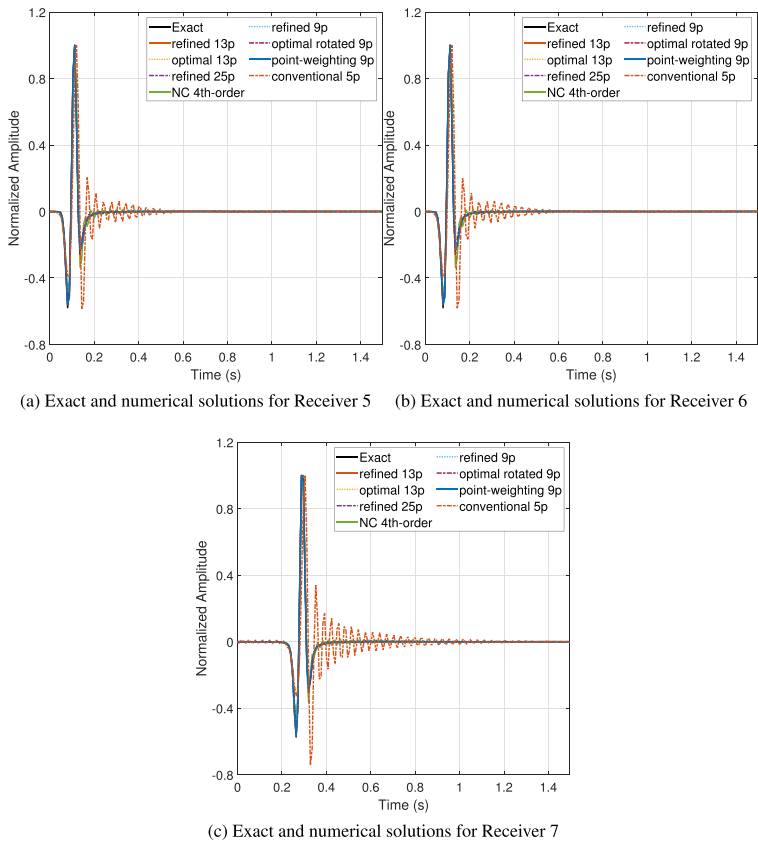 1.2
0.8
0.4
0
-0.4
-0.8
Normalized Amplitude
Exact
refined 13p
optimal 13p
refined 25p
NC 4th-order
refined 9p
optimal rotated 9p
point-weighting 9p
conventional 5p
0 0.2 0.4 0.6 0.8 1 1.2 1.4
Time (s)
(a) Exact and numerical solutions for Receiver 5
1.2
0.8
0.4
0
-0.4
-0.8
Normalized Amplitude
Exact
refined 13p
optimal 13p
refined 25p
NC 4th-order
refined 9p
optimal rotated 9p
point-weighting 9p
conventional 5p
0 0.2 0.4 0.6 0.8 1 1.2 1.4
Time (s)
(b) Exact and numerical solutions for Receiver 6
1.2
0.8
0.4
0
-0.4
-0.8
Normalized Amplitude
Exact
refined 13p
optimal 13p
refined 25p
NC 4th-order
refined 9p
optimal rotated 9p
point-weighting 9p
conventional 5p
0 0.2 0.4 0.6 0.8 1 1.2 1.4
Time (s)
(c) Exact and numerical solutions for Receiver 7